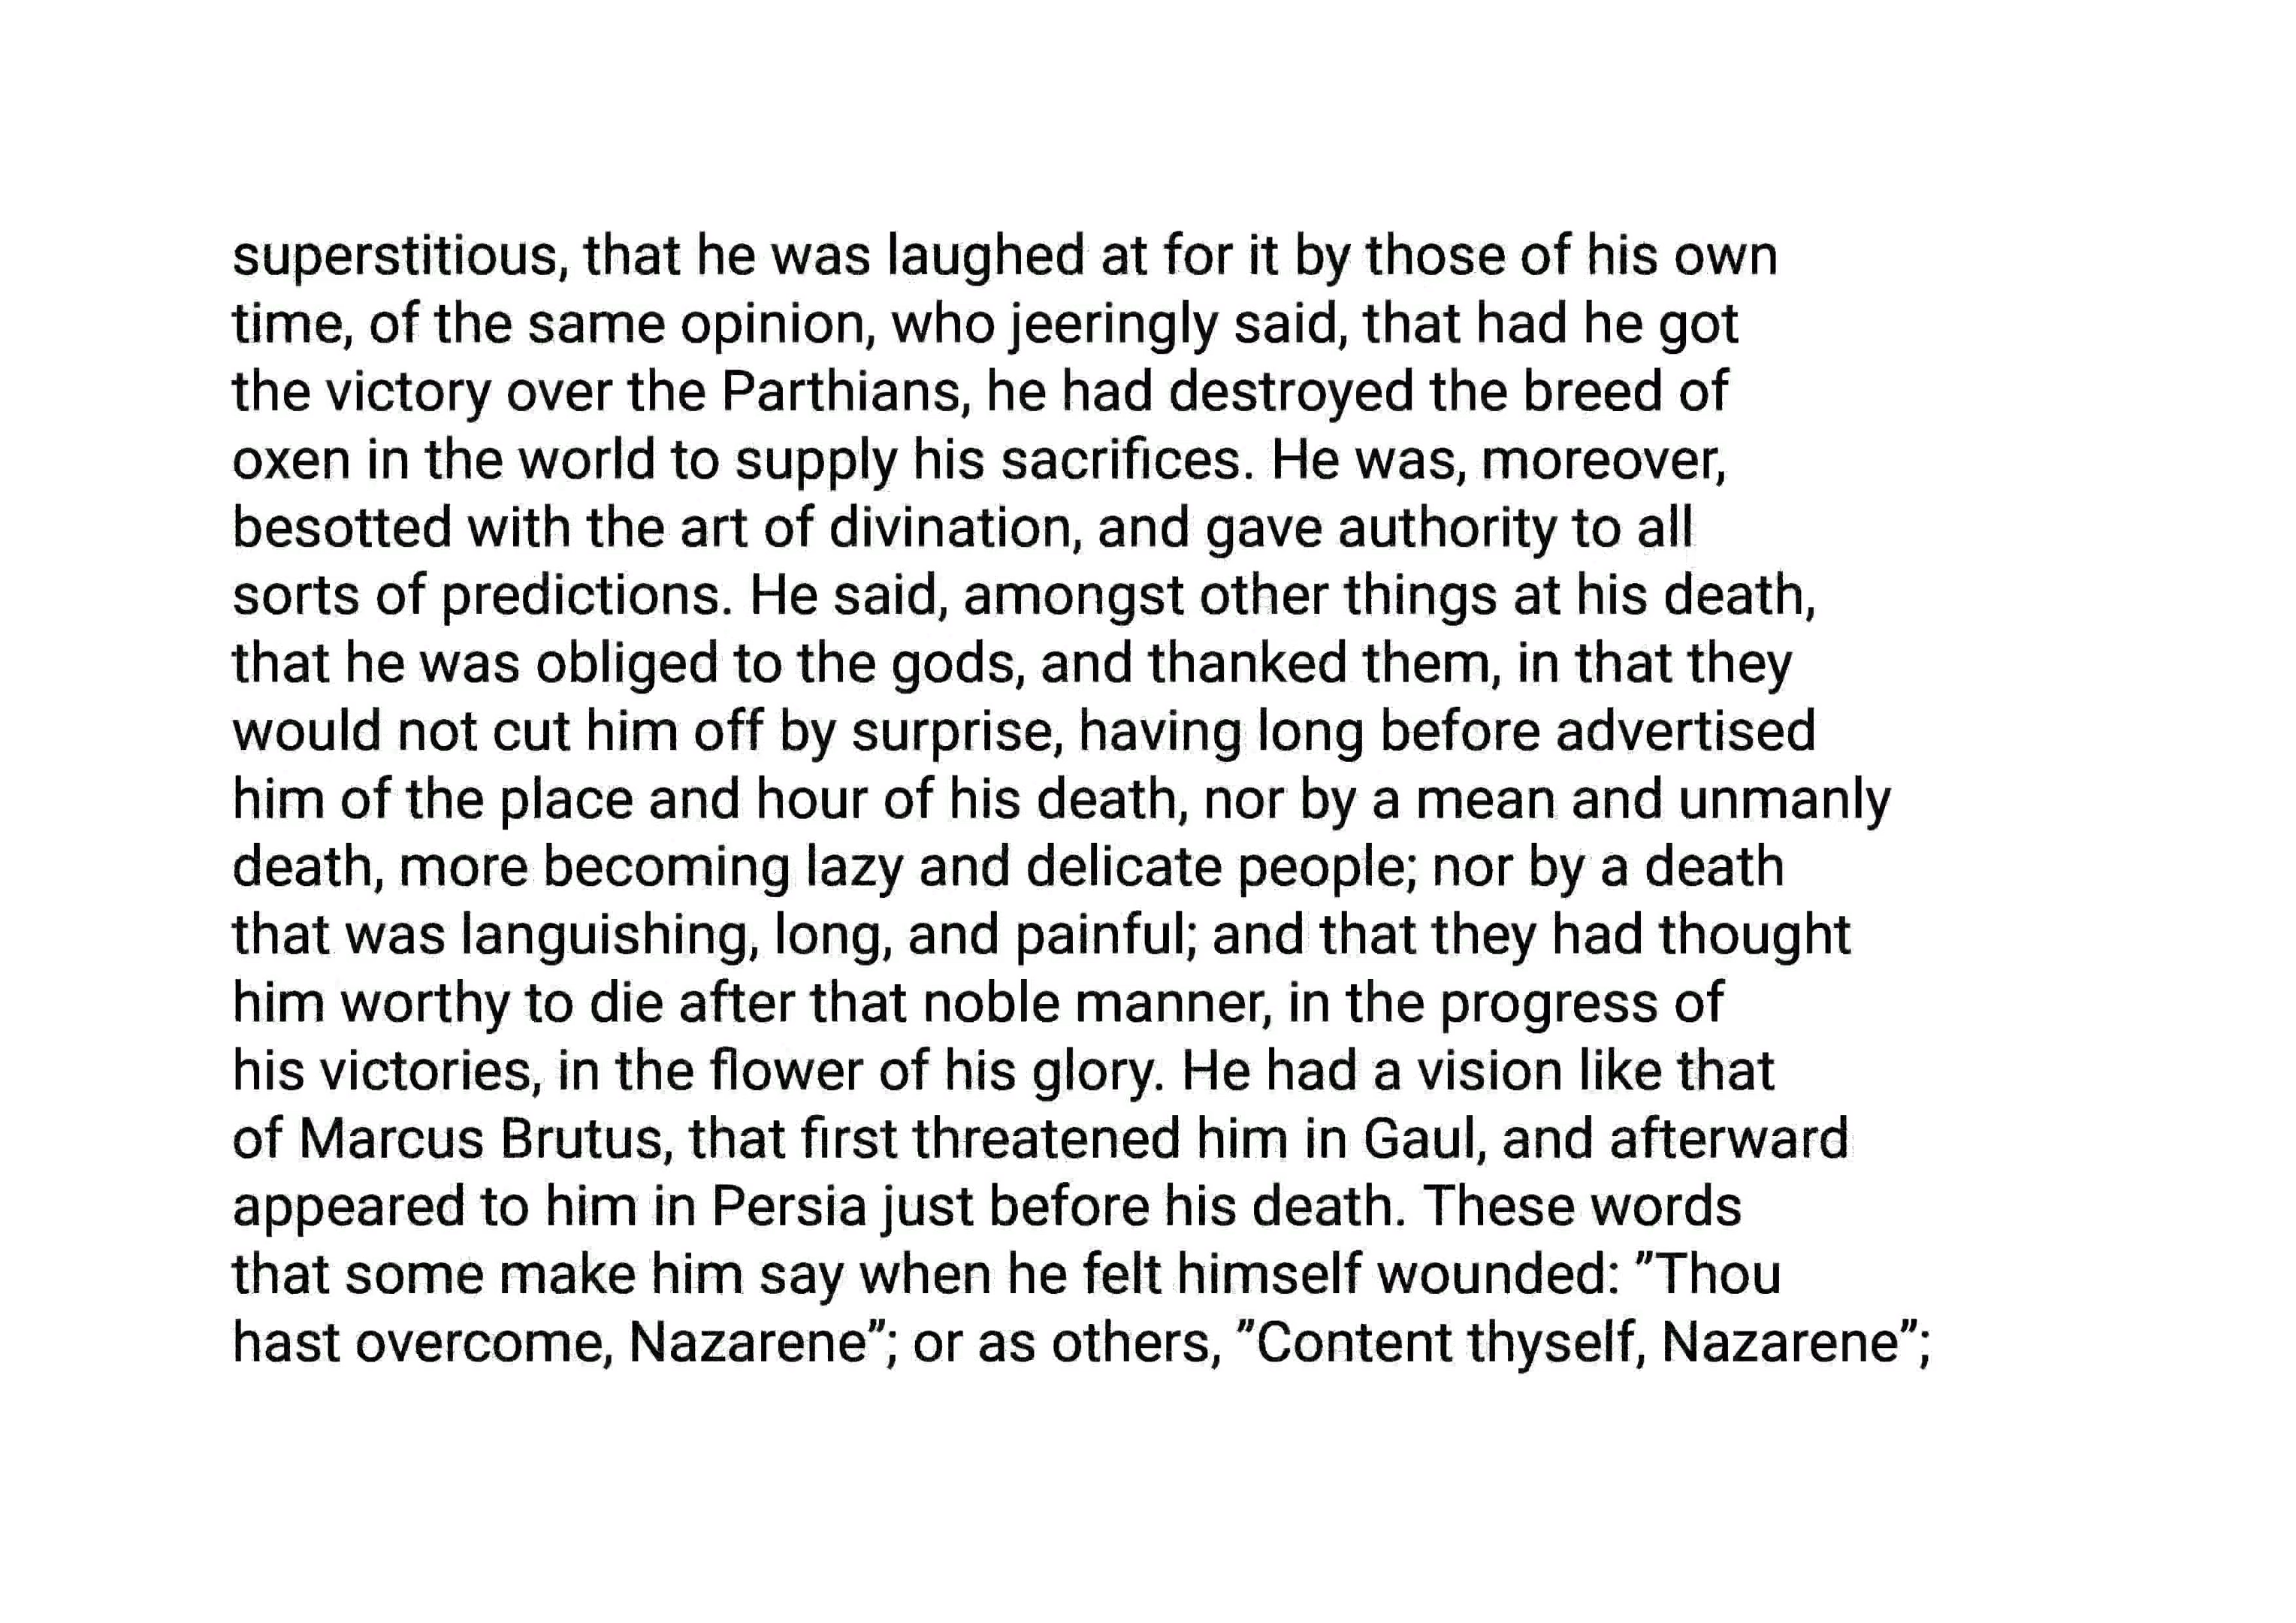 superstitious, that he was laughed at for it by those of his own
time, of the same opinion, who jeeringly said, that had he got
the victory over the Parthians, he had destroyed the breed of
oxen in the world to supply his sacrifices. He was, moreover,
besotted with the art of divination, and gave authority to all
sorts of predictions. He said, amongst other things at his death,
that he was obliged to the gods, and thanked them, in that they
would not cut him off by surprise, having long before advertised
him of the place and hour of his death, nor by a mean and unmanly
death, more becoming lazy and delicate people; nor by a death
that was languishing, long, and painful; and that they had thought
him worthy to die after that noble manner, in the progress of
his victories, in the flower of his glory. He had a vision like that
of Marcus Brutus, that first threatened him in Gaul, and afterward
appeared to him in Persia just before his death. These words
that some make him say when he felt himself wounded: ”Thou
hast overcome, Nazarene”; or as others, ”Content thyself, Nazarene”;